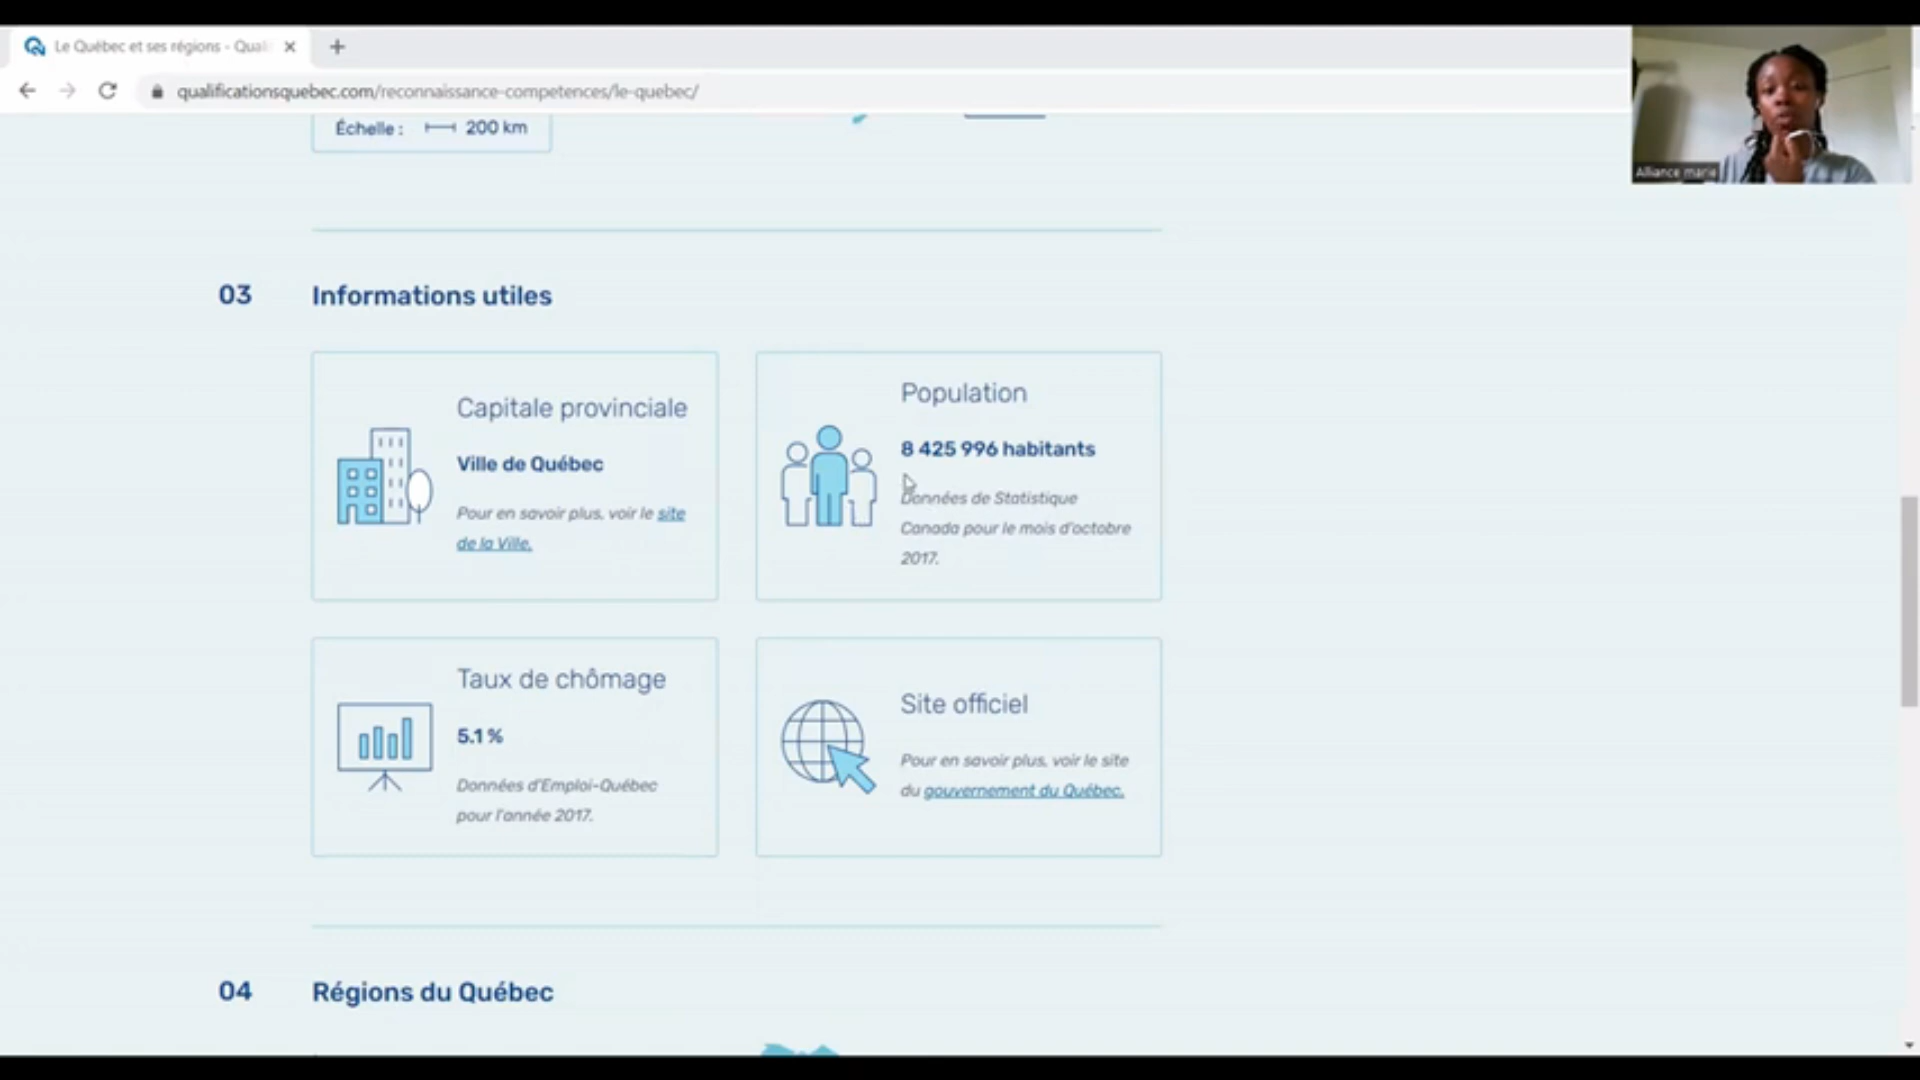 Le Québec et ses régions - Quali
qualificationsquebec.com/reconnaissance-competences/le-quebec/
Alliance marie
Échelle : 200 km
03 Informations utiles
Capitale provinciale
Ville de Québec
Pour en savoir plus, voir le site
de la Ville.
Population
8 425 996 habitants
Données de Statistique
Canada pour le mois d'octobre
2017.
Taux de chômage
5.1 %
Données d'Emploi-Québec
pour l'année 2017.
Site officiel
Pour en savoir plus, voir le site
du gouvernement du Québec.
04 Régions du Québec